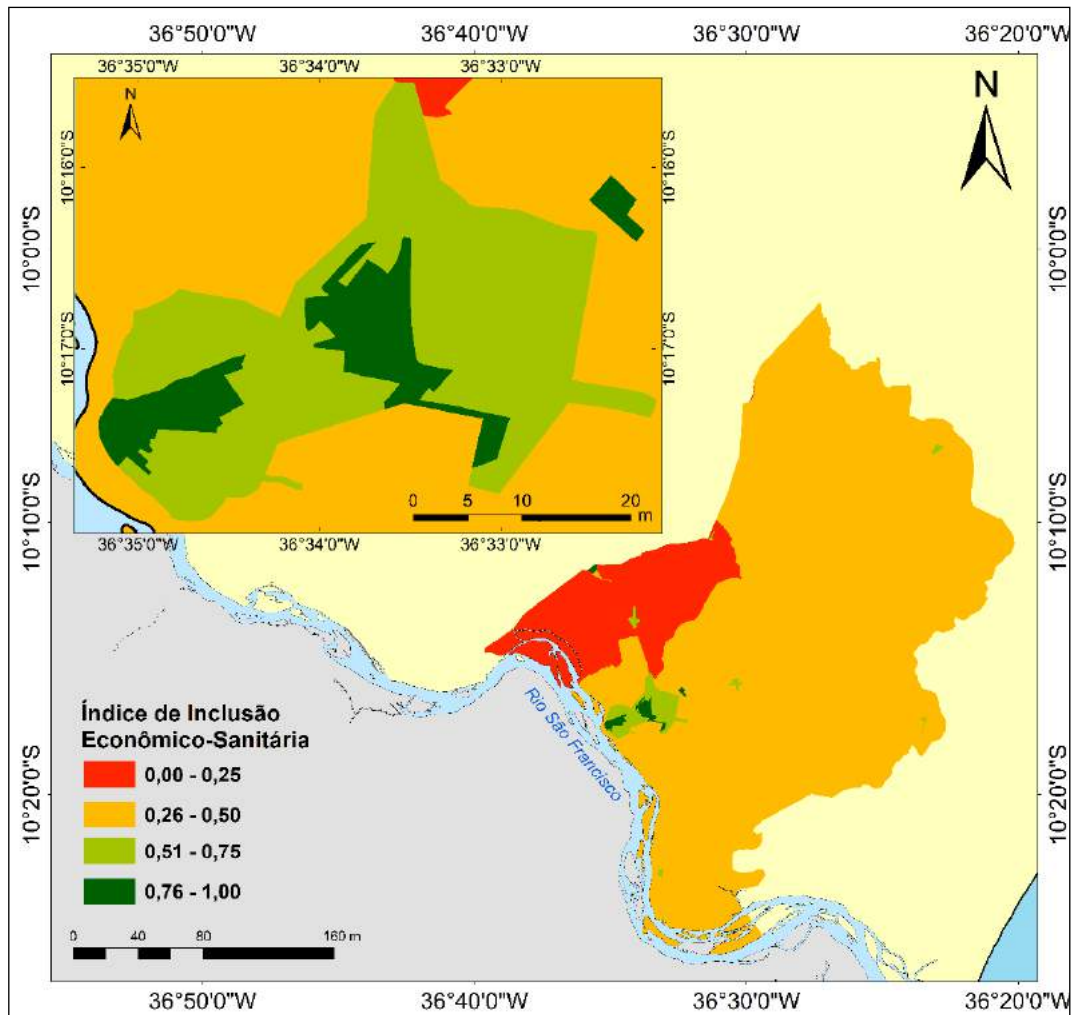 36°50'0"W 36°40'0"W 36°30'0"W 36°20'0"W
36°35'0"W 36°34'0"W 36°33'0"W
N
N
10°16'0"S
10°16'0"S
10°17'0"S
10°17'0"S
0 5 10 20
m
36°35'0"W 36°34'0"W 36°33'0"W
10°0'0"S
10°0'0"S
10°10'0"S
10°10'0"S
10°20'0"S
10°20'0"S
Rio São Francisco
Índice de Inclusão
Econômico-Sanitária
0,00 - 0,25
0,26 - 0,50
0,51 - 0,75
0,76 - 1,00
0 40 80 160 m
36°50'0"W 36°40'0"W 36°30'0"W 36°20'0"W